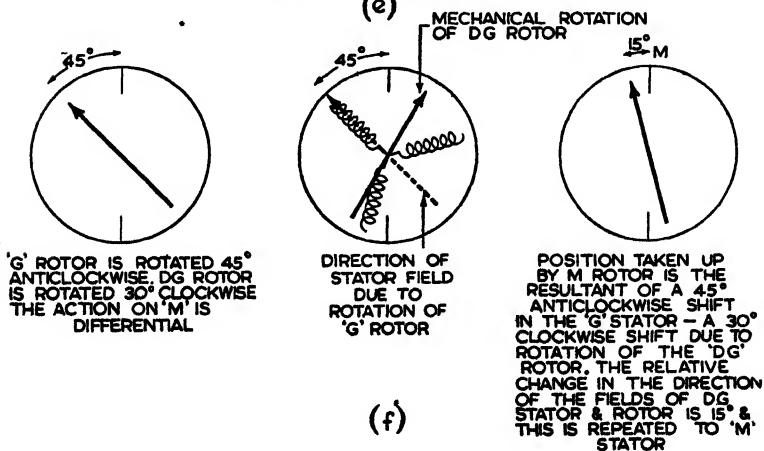 (e)
MECHANICAL ROTATION
OF DG ROTOR
45°
45°
15°
M
'G' ROTOR IS ROTATED 45°
ANTICLOCKWISE. DG ROTOR
IS ROTATED 30° CLOCKWISE
THE ACTION ON 'M' IS
DIFFERENTIAL
DIRECTION OF
STATOR FIELD
DUE TO
ROTATION OF
'G' ROTOR
POSITION TAKEN UP
BY M ROTOR IS THE
RESULTANT OF A 45°
ANTICLOCKWISE SHIFT
IN THE 'G' STATOR – A 30°
CLOCKWISE SHIFT DUE TO
ROTATION OF THE 'DG'
ROTOR. THE RELATIVE
CHANGE IN THE DIRECTION
OF THE FIELDS OF DG
STATOR & ROTOR IS 15° &
THIS IS REPEATED TO 'M'
STATOR
(f)